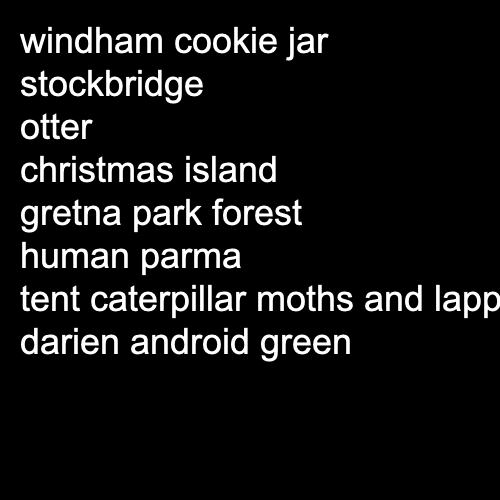 windham cookie jar
stockbridge
otter
christmas island
gretna park forest
human parma
tent caterpillar moths and lapp
darien android green